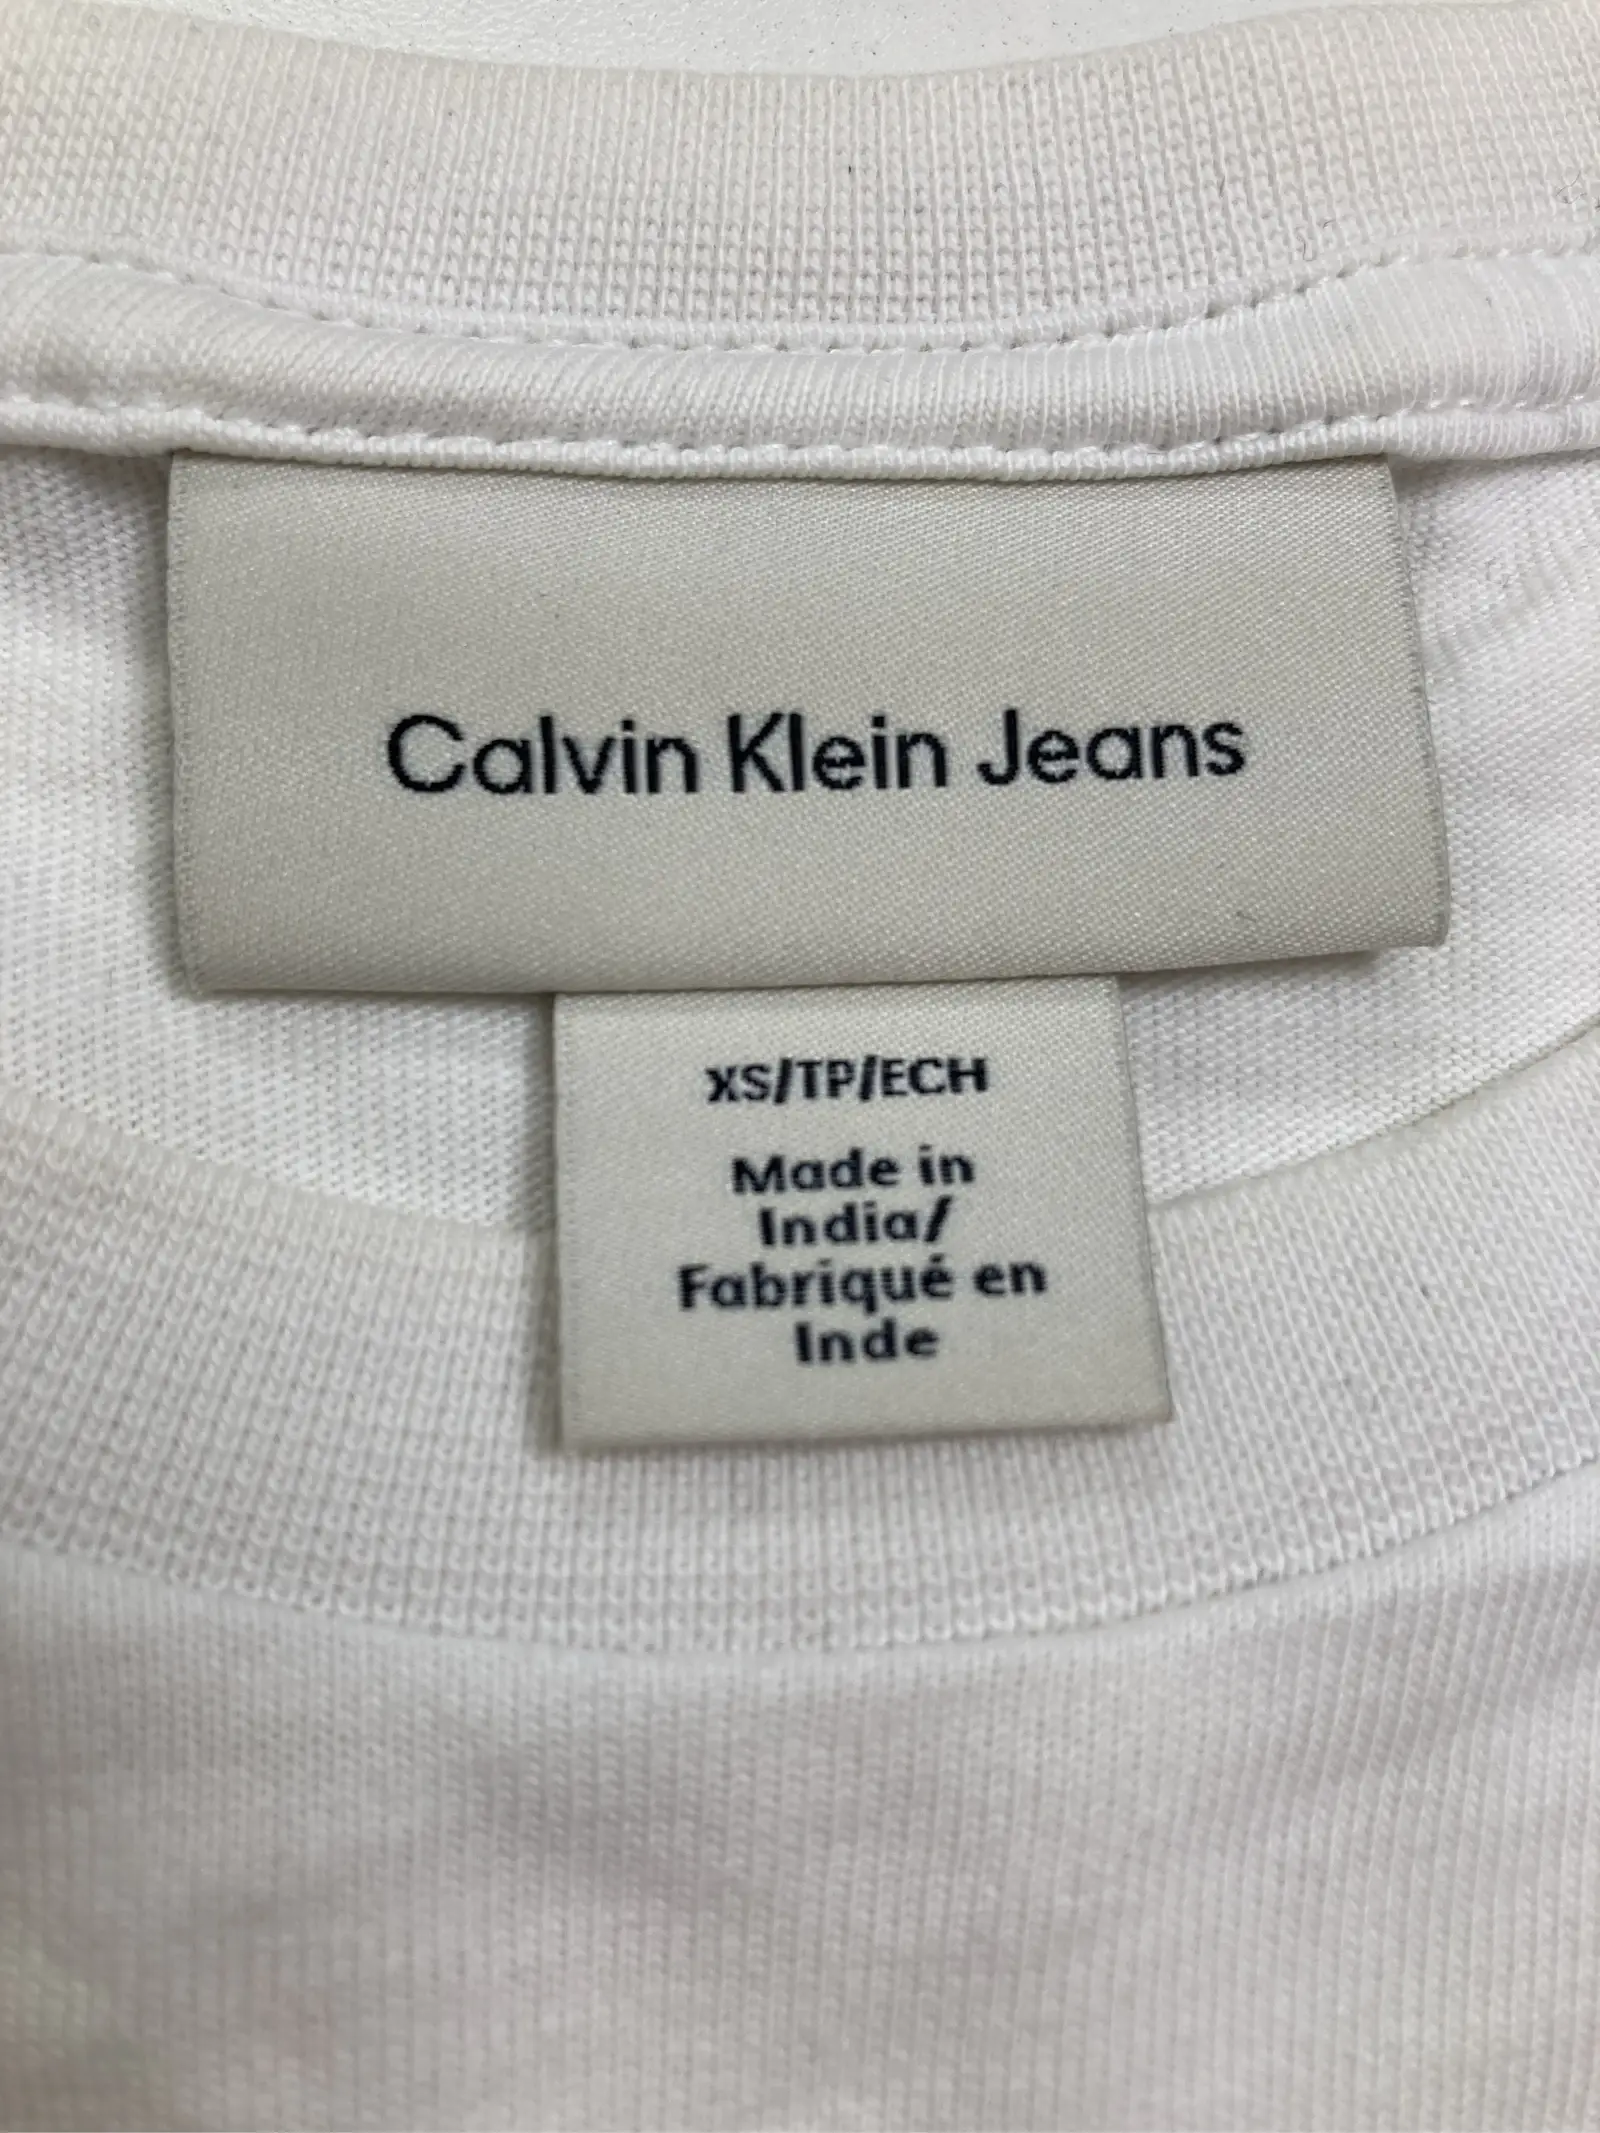 Calvin Klein Jeans
XS/TP/ECH
Made in
India/
Fabriqué en
Inde